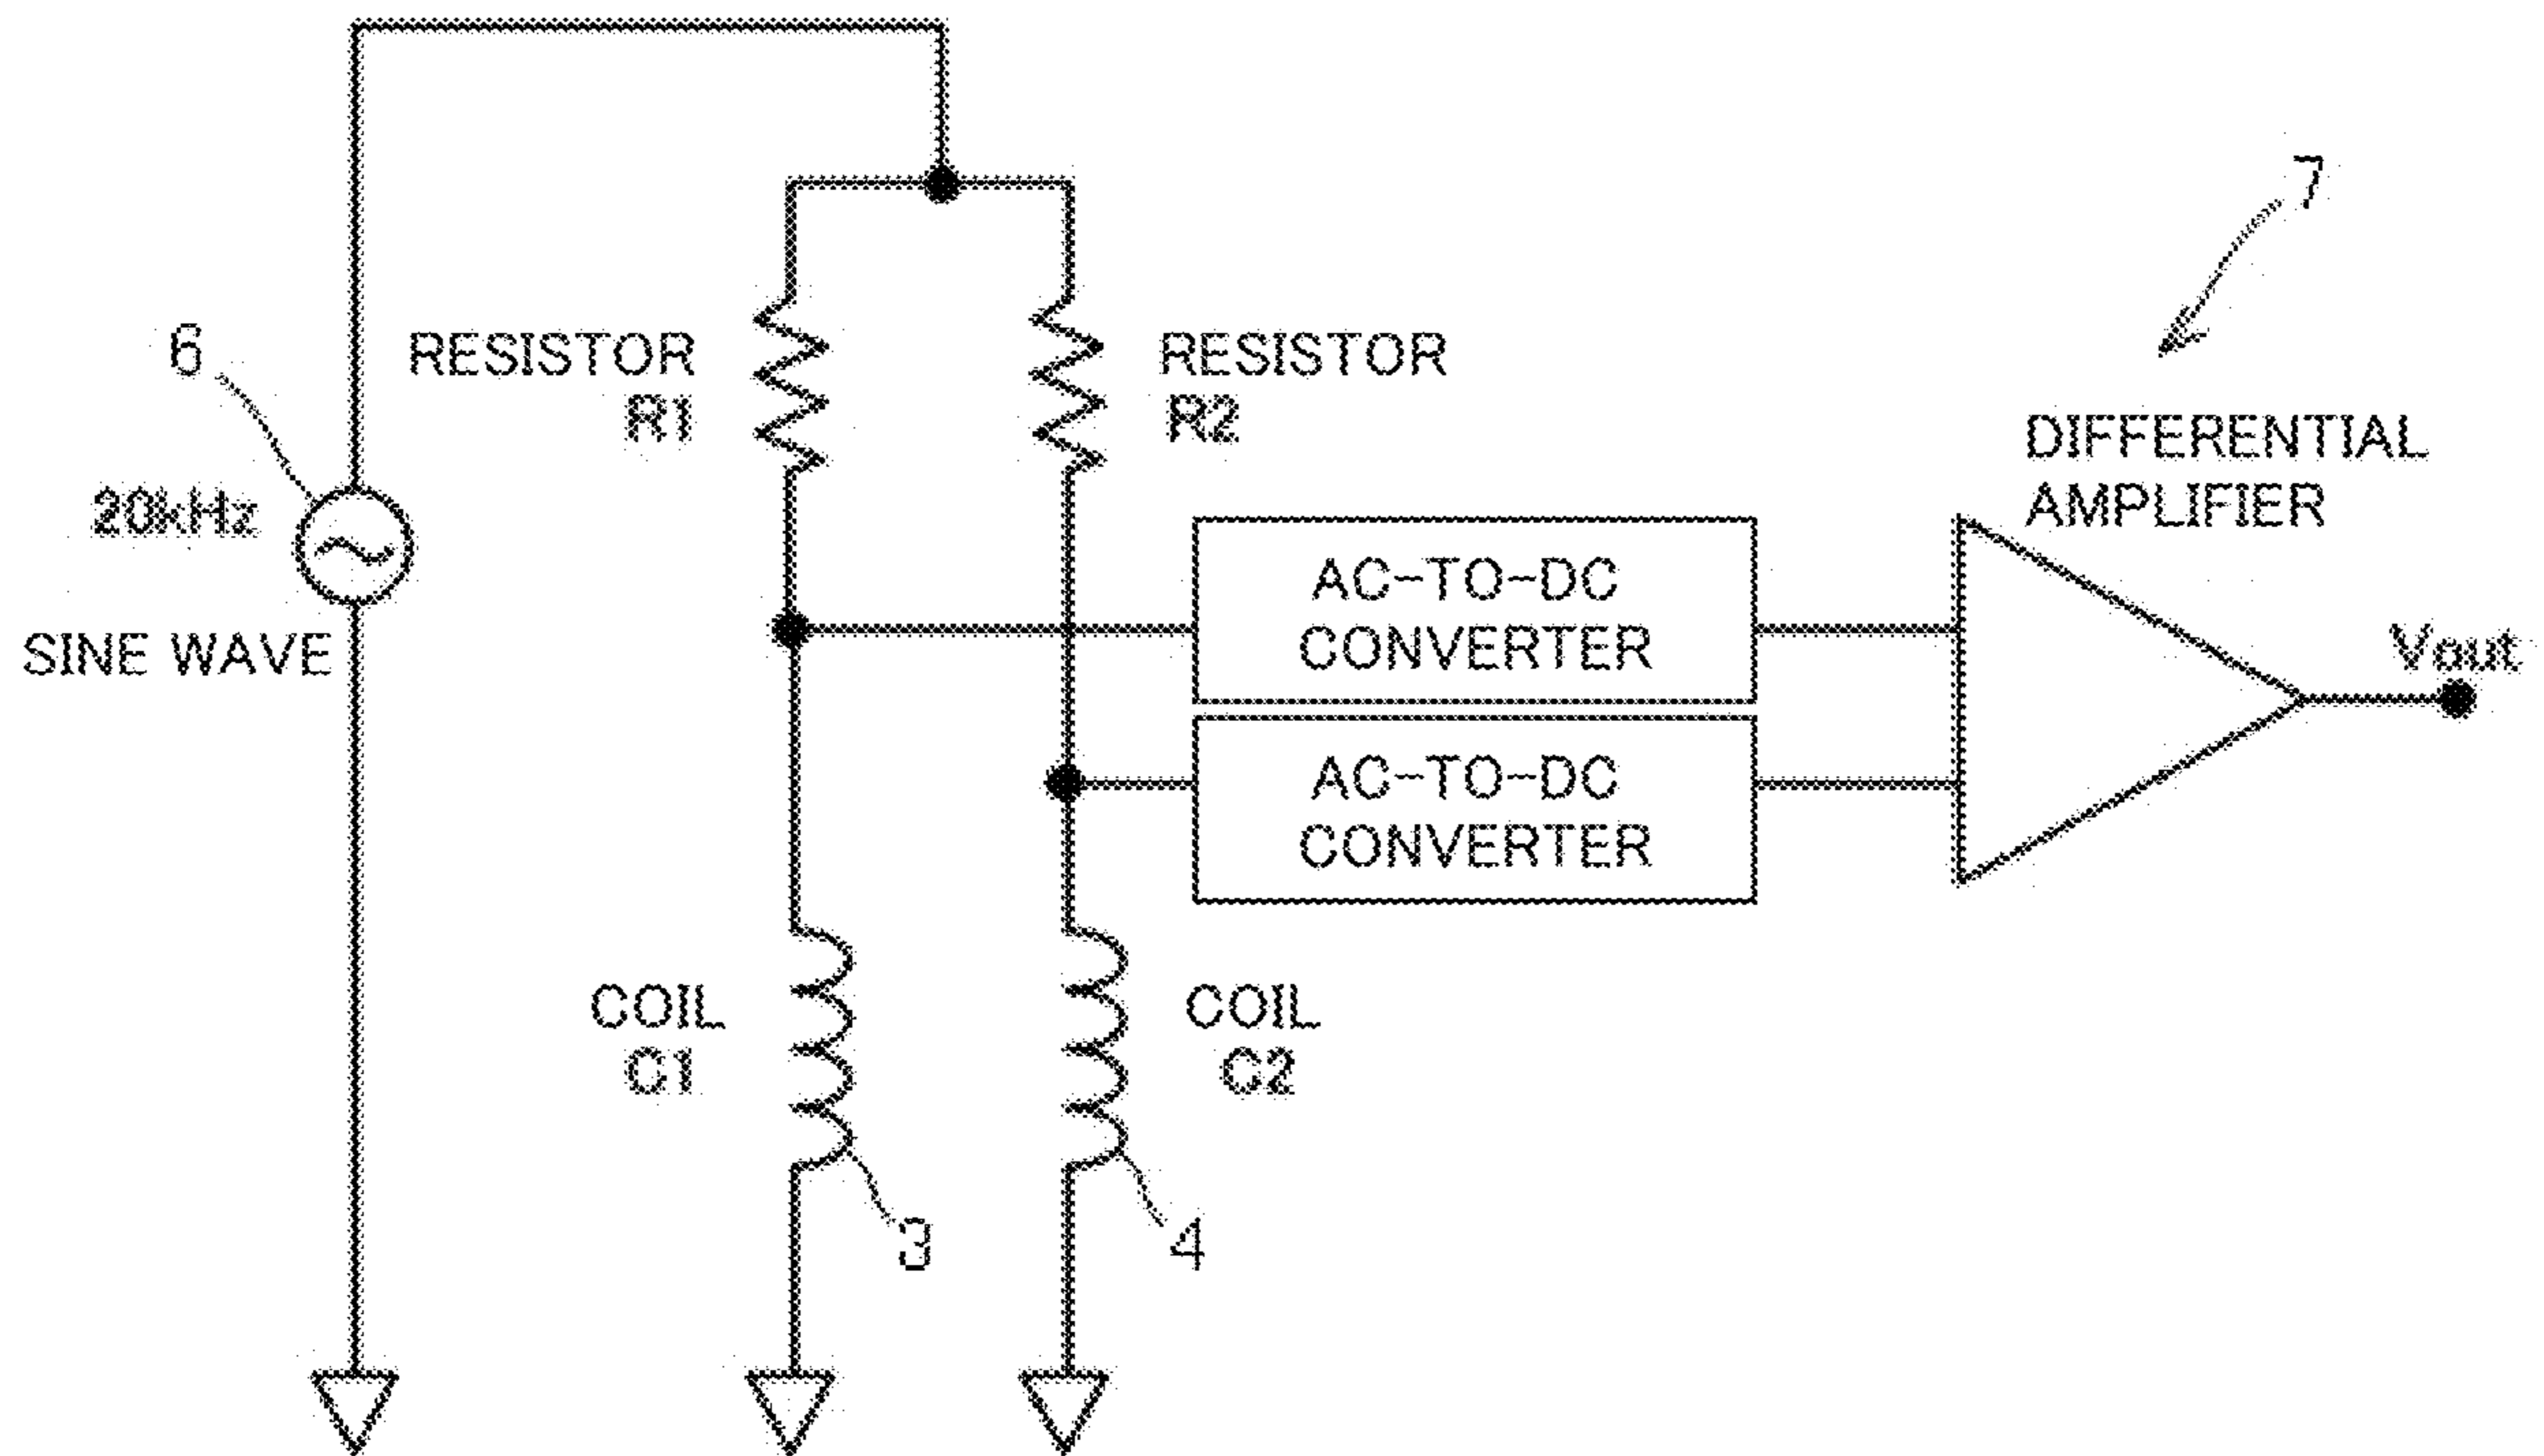 7
6
RESISTOR
R1
RESISTOR
R2
DIFFERENTIAL
AMPLIFIER
20kHz
SINE WAVE
AC-TO-DC
CONVERTER
Vout
AC-TO-DC
CONVERTER
COIL
C1
COIL
C2
3
4